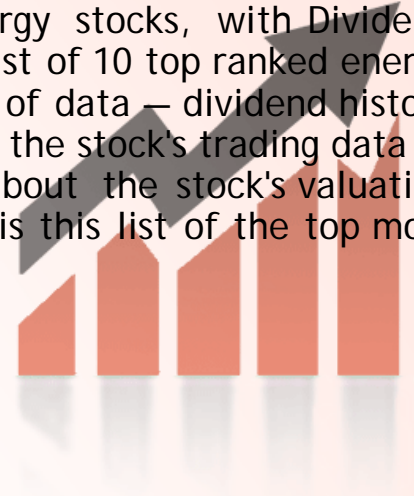 rgy stocks, with Divide
st of 10 top ranked ener
of data — dividend histo
the stock's trading data
bout the stock's valuati
is this list of the top mo